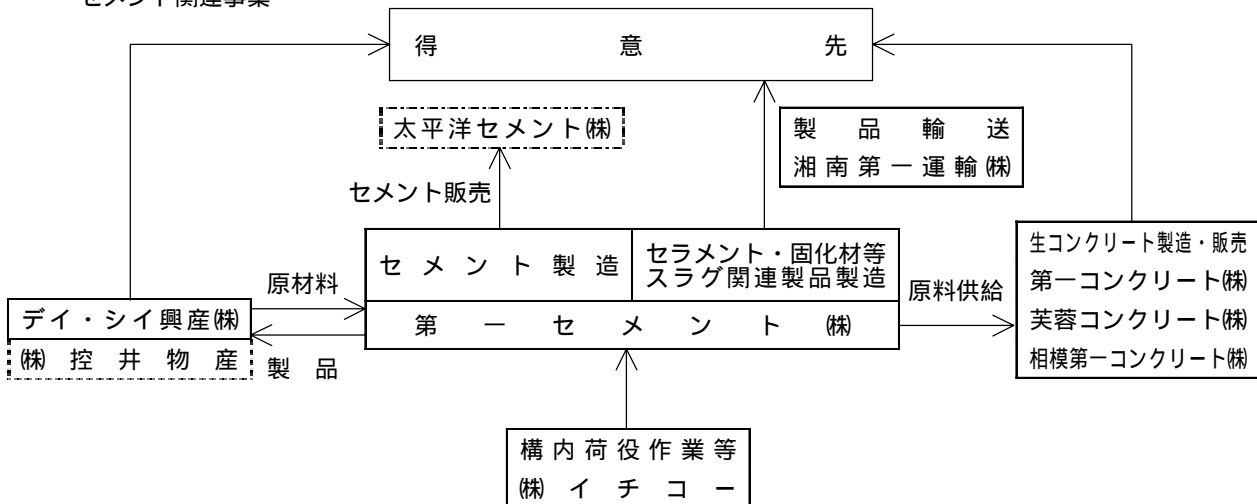 セメント関連事業
得意先
太平洋セメント㈱
製品輸送
湘南第一運輸㈱
セメント販売
セメント製造
セラメント・固化材等
スラグ関連製品製造
第一セメント㈱
原材料
製品
デイ・シイ興産㈱
㈱控井物産
原料供給
生コンクリート製造・販売
第一コンクリート㈱
芙蓉コンクリート㈱
相模第一コンクリート㈱
構内荷役作業等
㈱イチコー